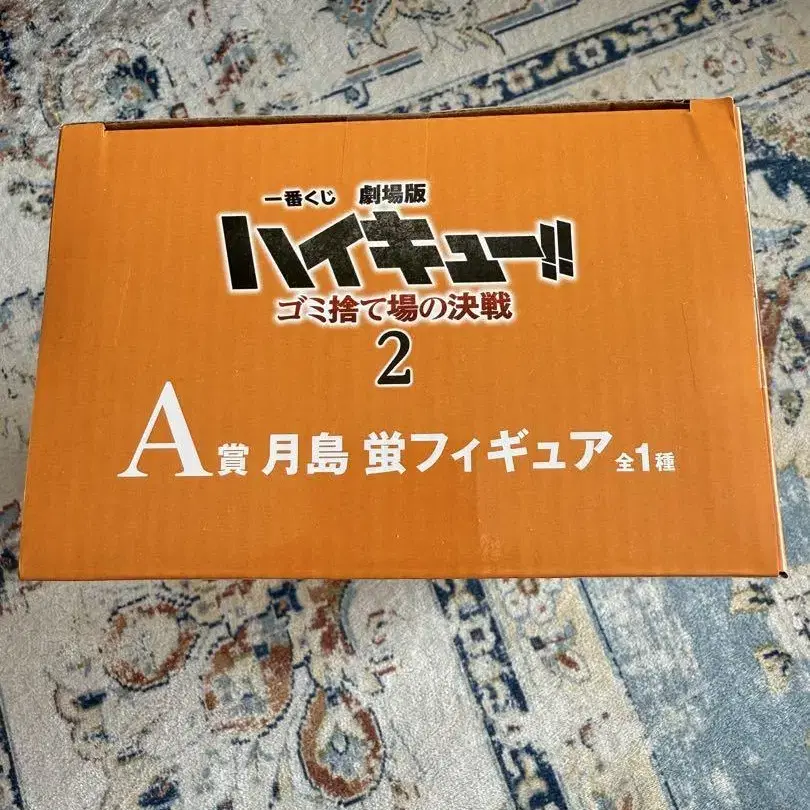 一番くじ 劇場版
ハイキュー!!
ゴミ捨て場の決戦
2
A賞 月島 蛍フィギュア 全1種